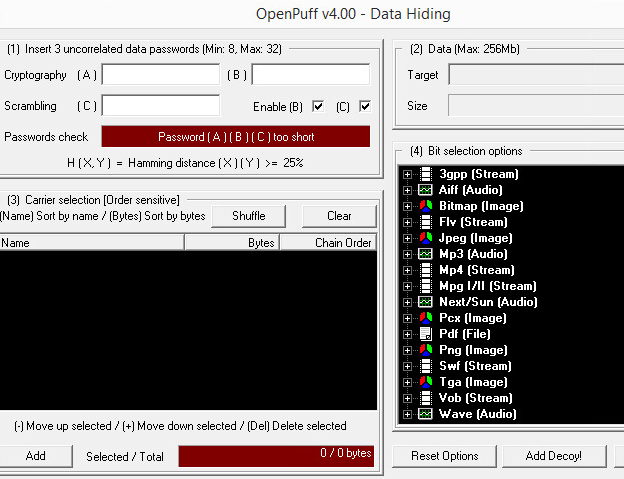 OpenPuff v4.00 - Data Hiding
(1) Insert 3 uncorrelated data passwords (Min: 8, Max: 32)
Cryptography (A) (B)
Scrambling (C) Enable (B) (C)
Passwords check Password (A) (B) (C) too short
H (X,Y) = Hamming distance (X)(Y) >= 25%
(3) Carrier selection [Order sensitive]
(Name) Sort by name / (Bytes) Sort by bytes Shuffle Clear
Name Bytes Chain Order
(-) Move up selected / (+) Move down selected / (Del) Delete selected
Add Selected / Total 0 / 0 bytes
(2) Data (Max: 256Mb)
Target
Size
(4) Bit selection options
3gpp (Stream)
Aiff (Audio)
Bitmap (Image)
Flv (Stream)
Jpeg (Image)
Mp3 (Audio)
Mp4 (Stream)
Mpg I/II (Stream)
Next/Sun (Audio)
Pcx (Image)
Pdf (File)
Png (Image)
Swf (Stream)
Tga (Image)
Vob (Stream)
Wave (Audio)
Reset Options Add Decoy!